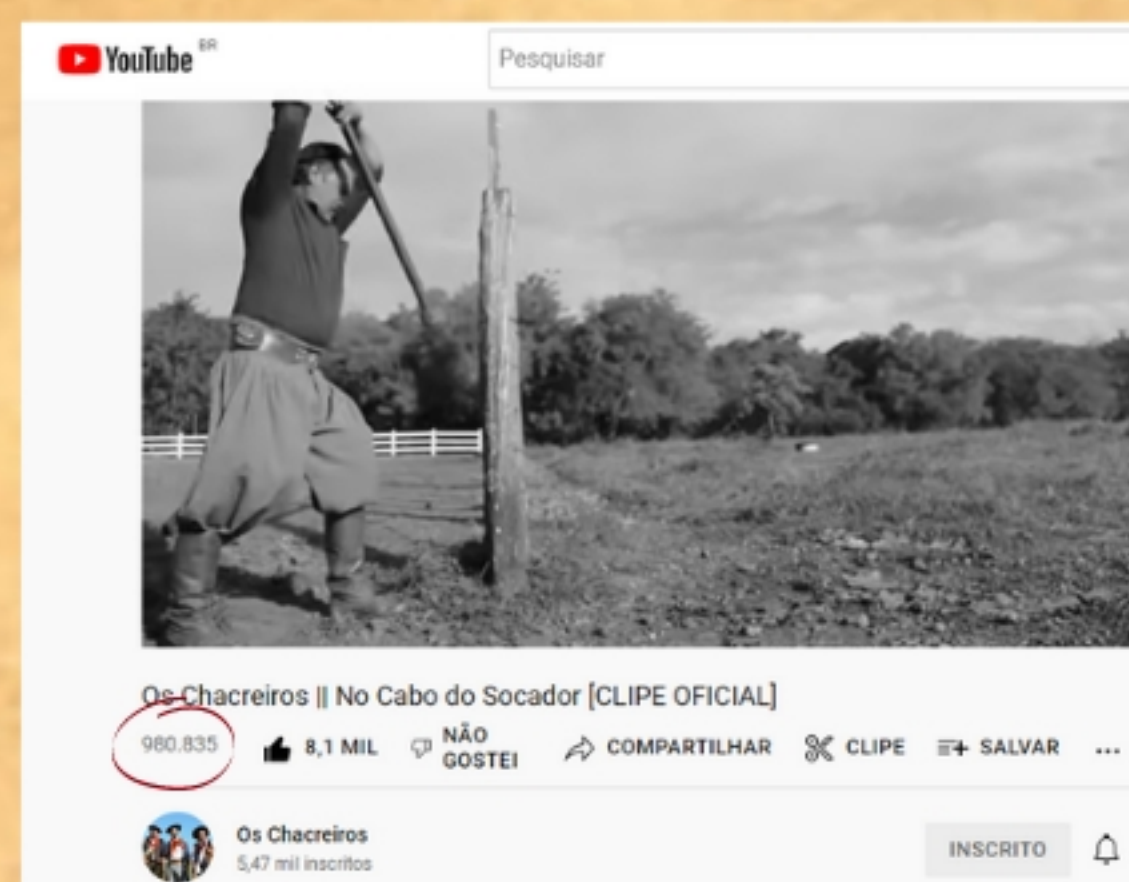 YouTube BR
Pesquisar
Os Chacreiros || No Cabo do Socador [CLIPE OFICIAL]
980.835
8,1 MIL
NÃO
GOSTEI
COMPARTILHAR
CLIPE
SALVAR
...
Os Chacreiros
5,47 mil inscritos
INSCRITO